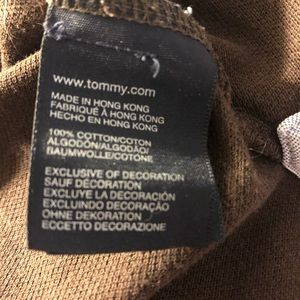 www.tommy.com
MADE IN HONG KONG
FABRIQUÉ À HONG KONG
HECHO EN HONG KONG
100% COTTON/COTON
ALGODÓN/ALGODÃO/
BAUMWOLLE/COTONE
EXCLUSIVE OF DECORATION
SAUF DÉCORATION
EXCLUYE LA DECORACIÓN
EXCLUINDO DECORAÇÃO
OHNE DEKORATION
ECCETTO DECORAZIONE